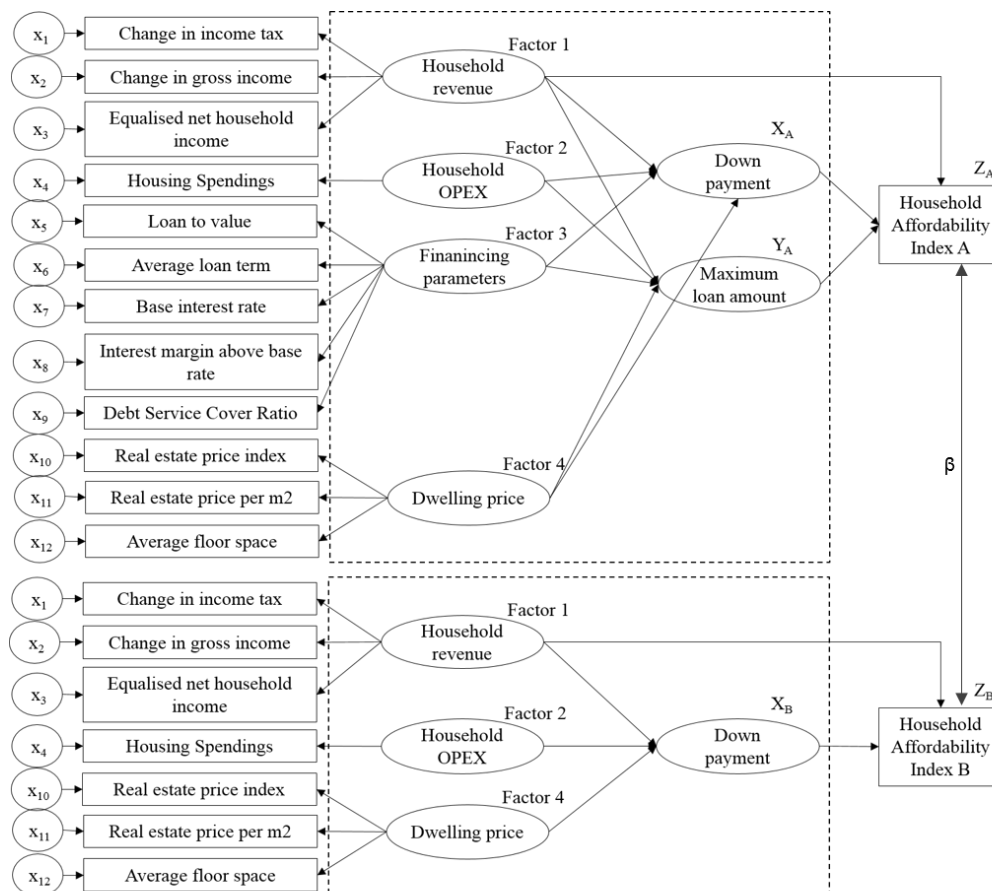 x1
Change in income tax
x2
Change in gross income
x3
Equalised net household
income
x4
Housing Spendings
x5
Loan to value
x6
Average loan term
x7
Base interest rate
x8
Interest margin above base
rate
x9
Debt Service Cover Ratio
x10
Real estate price index
x11
Real estate price per m2
x12
Average floor space
Factor 1
Household
revenue
Factor 2
Household
OPEX
Factor 3
Finanincing
parameters
Factor 4
Dwelling price
XA
Down
payment
YA
Maximum
loan amount
ZA
Household
Affordability
Index A
β
x1
Change in income tax
x2
Change in gross income
x3
Equalised net household
income
x4
Housing Spendings
x10
Real estate price index
x11
Real estate price per m2
x12
Average floor space
Factor 1
Household
revenue
Factor 2
Household
OPEX
Factor 4
Dwelling price
XB
Down
payment
ZB
Household
Affordability
Index B